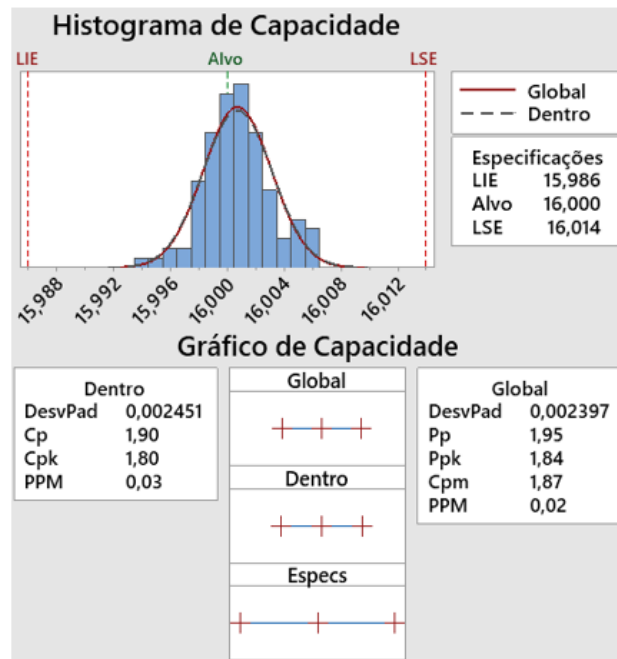 Histograma de Capacidade
LIE
Alvo
LSE
Global
Dentro
Especificações
LIE 15,986
Alvo 16,000
LSE 16,014
15,988
15,992
15,996
16,000
16,004
16,008
16,012
Gráfico de Capacidade
Dentro
DesvPad 0,002451
Cp 1,90
Cpk 1,80
PPM 0,03
Global
Dentro
Especs
Global
DesvPad 0,002397
Pp 1,95
Ppk 1,84
Cpm 1,87
PPM 0,02